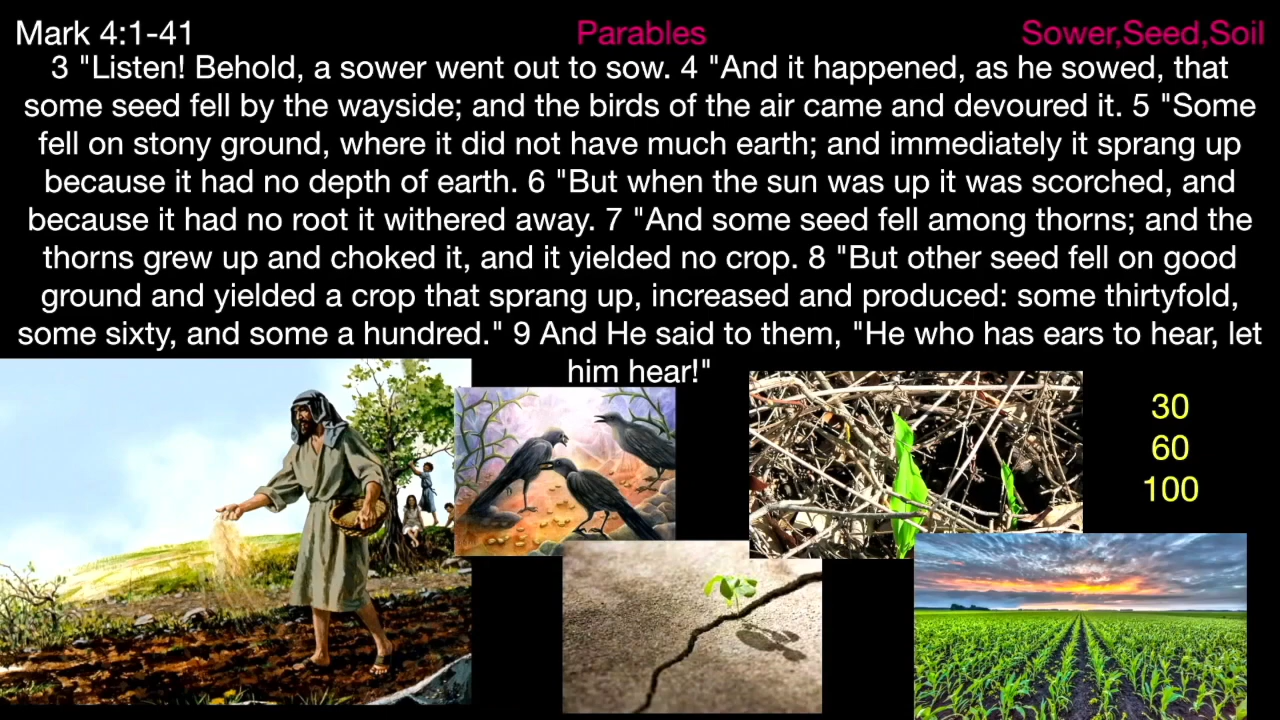 Mark 4:1-41 Parables Sower,Seed,Soil
3 "Listen! Behold, a sower went out to sow. 4 "And it happened, as he sowed, that
some seed fell by the wayside; and the birds of the air came and devoured it. 5 "Some
fell on stony ground, where it did not have much earth; and immediately it sprang up
because it had no depth of earth. 6 "But when the sun was up it was scorched, and
because it had no root it withered away. 7 "And some seed fell among thorns; and the
thorns grew up and choked it, and it yielded no crop. 8 "But other seed fell on good
ground and yielded a crop that sprang up, increased and produced: some thirtyfold,
some sixty, and some a hundred." 9 And He said to them, "He who has ears to hear, let
him hear!"
30
60
100